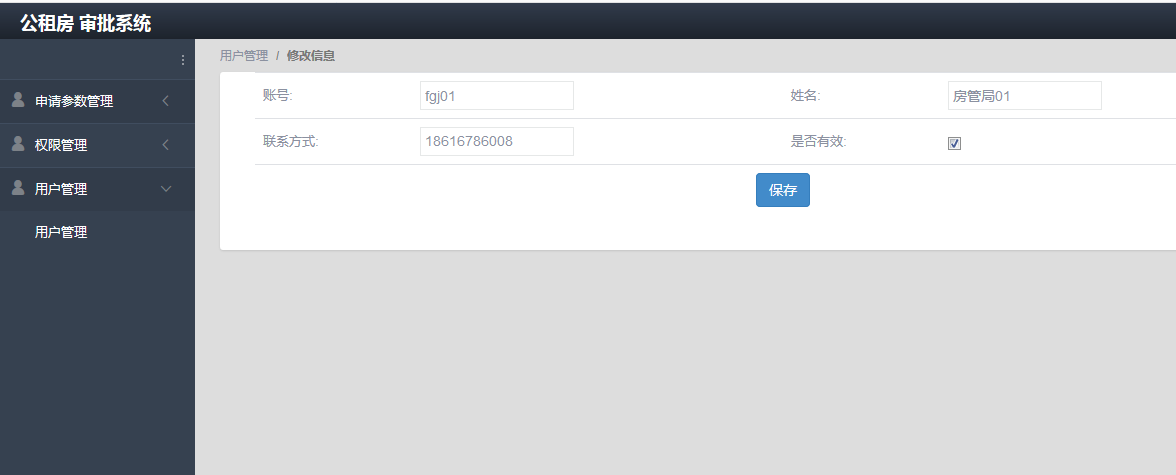 公租房 审批系统
用户管理 / 修改信息
申请参数管理
权限管理
用户管理
用户管理
账号: fgj01 姓名: 房管局01
联系方式: 18616786008 是否有效:
保存